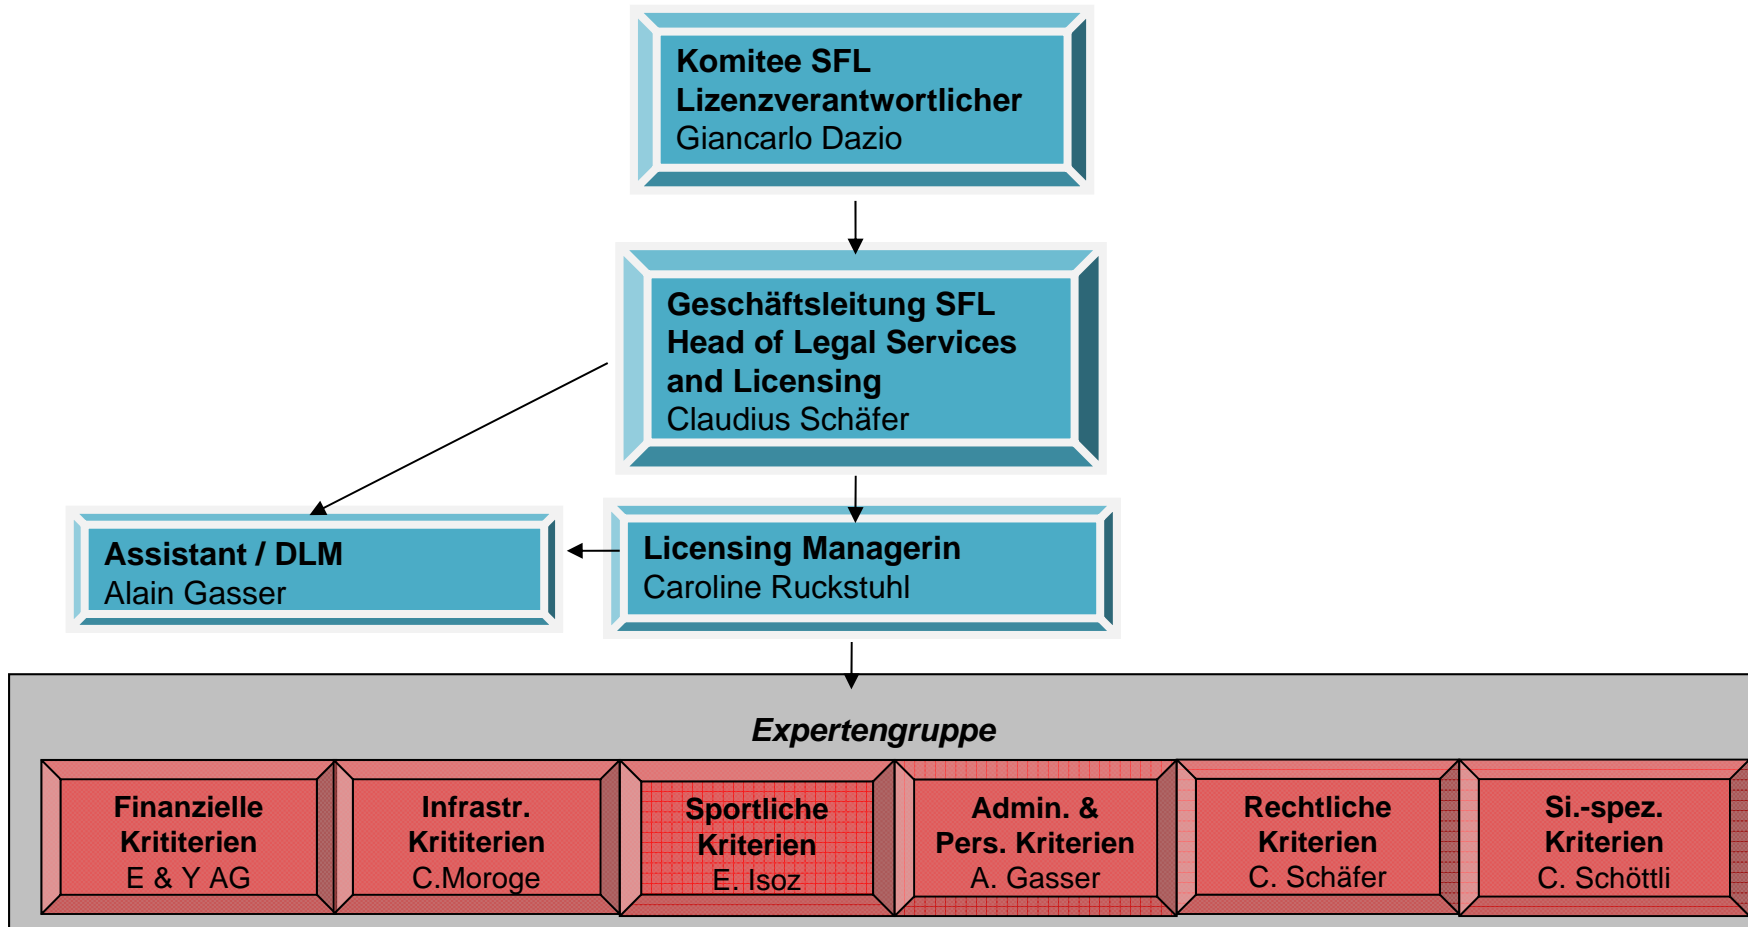 Komitee SFL
Lizenzverantwortlicher
Giancarlo Dazio
Geschäftsleitung SFL
Head of Legal Services
and Licensing
Claudius Schäfer
Assistant / DLM
Alain Gasser
Licensing Managerin
Caroline Ruckstuhl
Expertengruppe
Finanzielle
Krititerien
E & Y AG
Infrastr.
Krititerien
C.Moroge
Sportliche
Kriterien
E. Isoz
Admin. &
Pers. Kriterien
A. Gasser
Rechtliche
Kriterien
C. Schäfer
Si.-spez.
Kriterien
C. Schöttli